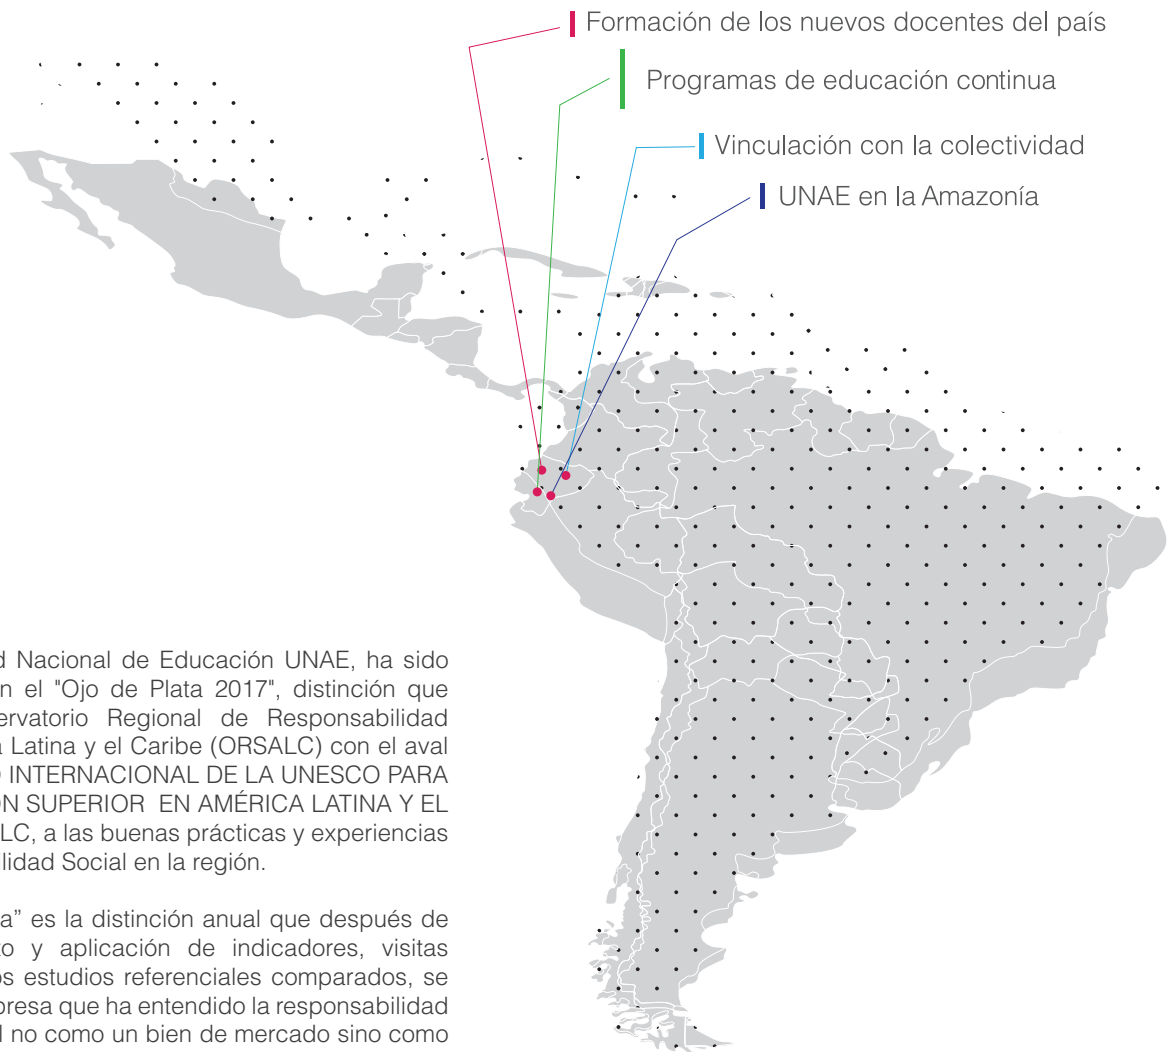 Formación de los nuevos docentes del país
Programas de educación continua
Vinculación con la colectividad
UNAE en la Amazonía
d Nacional de Educación UNAE, ha sido
n el "Ojo de Plata 2017", distinción que
ervatorio Regional de Responsabilidad
a Latina y el Caribe (ORSALC) con el aval
O INTERNACIONAL DE LA UNESCO PARA
ÓN SUPERIOR EN AMÉRICA LATINA Y EL
LC, a las buenas prácticas y experiencias
ilidad Social en la región.
a” es la distinción anual que después de
to y aplicación de indicadores, visitas
os estudios referenciales comparados, se
presa que ha entendido la responsabilidad
l no como un bien de mercado sino como